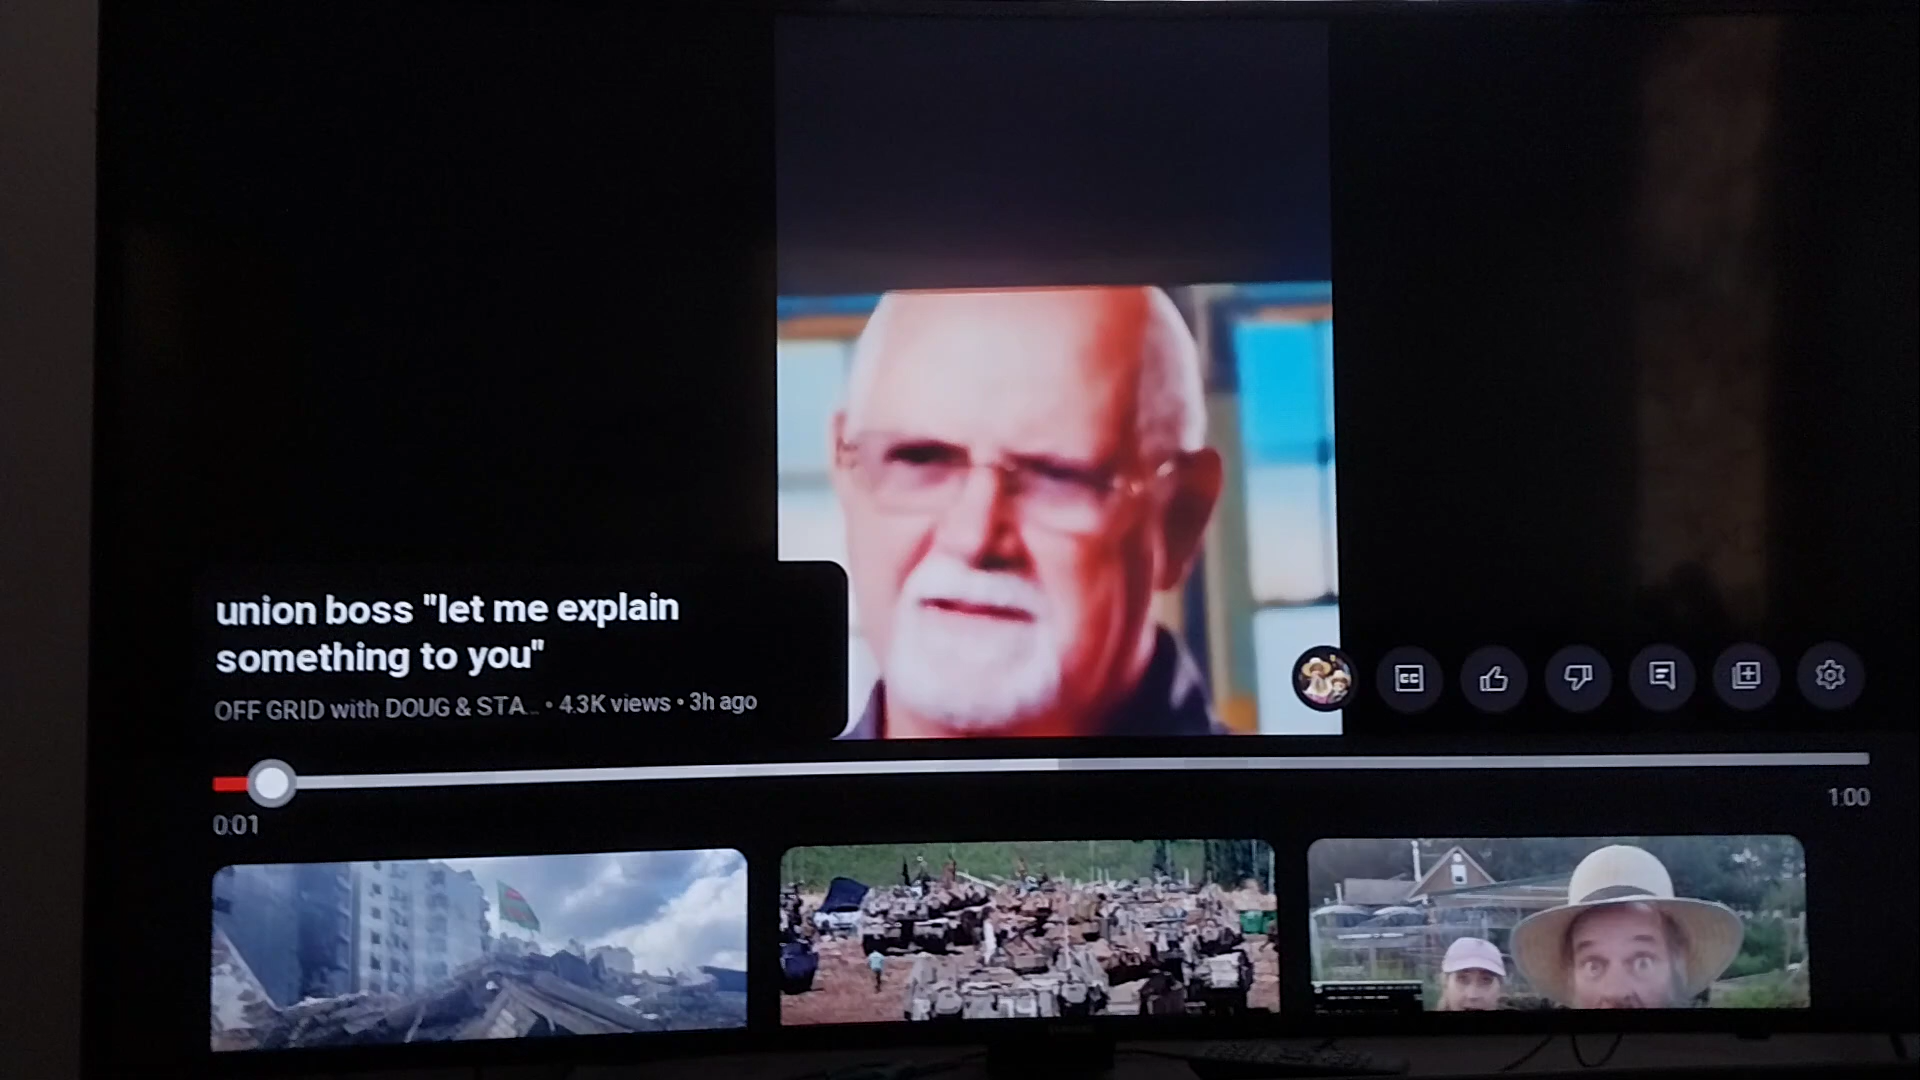 union boss "let me explain
something to you"
OFF GRID with DOUG & STA... • 4.3K views • 3h ago
CC
0:01
1:00